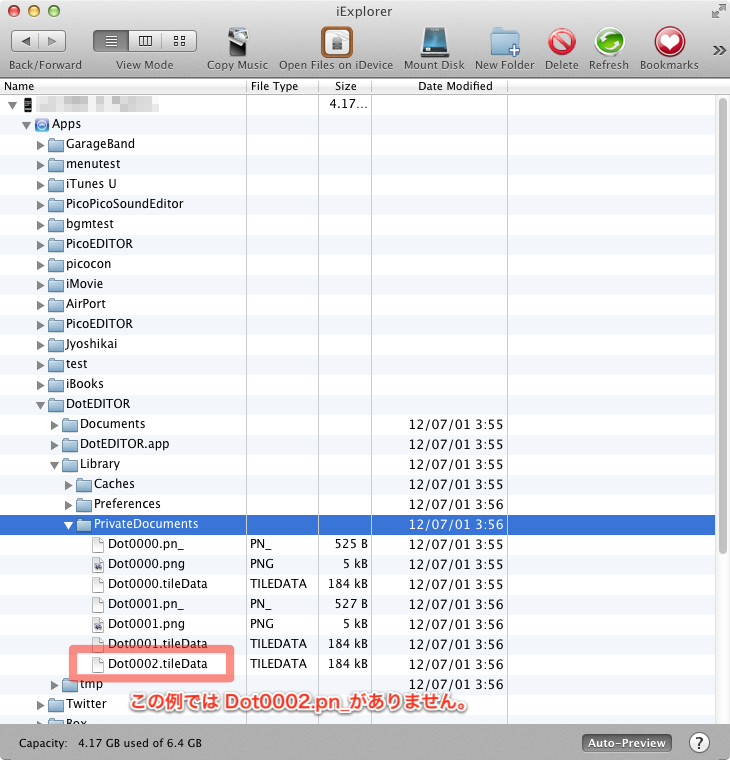 iExplorer
Back/Forward View Mode Copy Music Open Files on iDevice Mount Disk New Folder Delete Refresh Bookmarks
Name File Type Size Date Modified
4.17...
Apps
GarageBand
menutest
iTunes U
PicoPicoSoundEditor
bgmtest
PicoEDITOR
picocon
iMovie
AirPort
PicoEDITOR
Jyoshikai
test
iBooks
DotEDITOR
Documents 12/07/01 3:55
DotEDITOR.app 12/07/01 3:55
Library 12/07/01 3:55
Caches 12/07/01 3:55
Preferences 12/07/01 3:56
PrivateDocuments 12/07/01 3:56
Dot0000.pn_ PN_ 525 B 12/07/01 3:55
Dot0000.png PNG 5 kB 12/07/01 3:55
Dot0000.tileData TILEDATA 184 kB 12/07/01 3:55
Dot0001.pn_ PN_ 527 B 12/07/01 3:56
Dot0001.png PNG 5 kB 12/07/01 3:56
Dot0001.tileData TILEDATA 184 kB 12/07/01 3:56
Dot0002.tileData TILEDATA 184 kB 12/07/01 3:56
tmp 12/07/01 3:55
Twitter
この例では Dot0002.pn_がありません。
Box
Capacity: 4.17 GB used of 6.4 GB
Auto-Preview ?